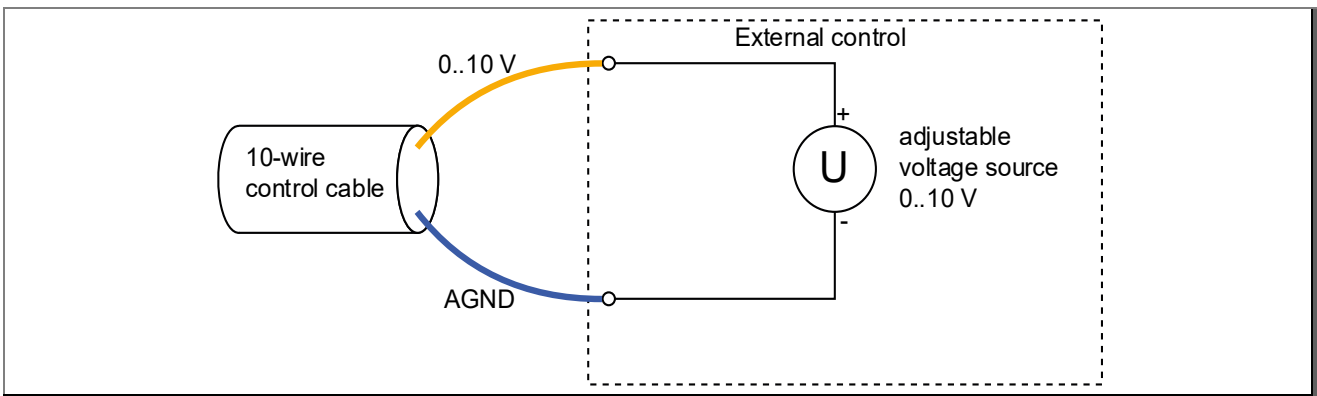 External control
0..10 V
+
10-wire
control cable
U
adjustable
voltage source
0..10 V
-
AGND